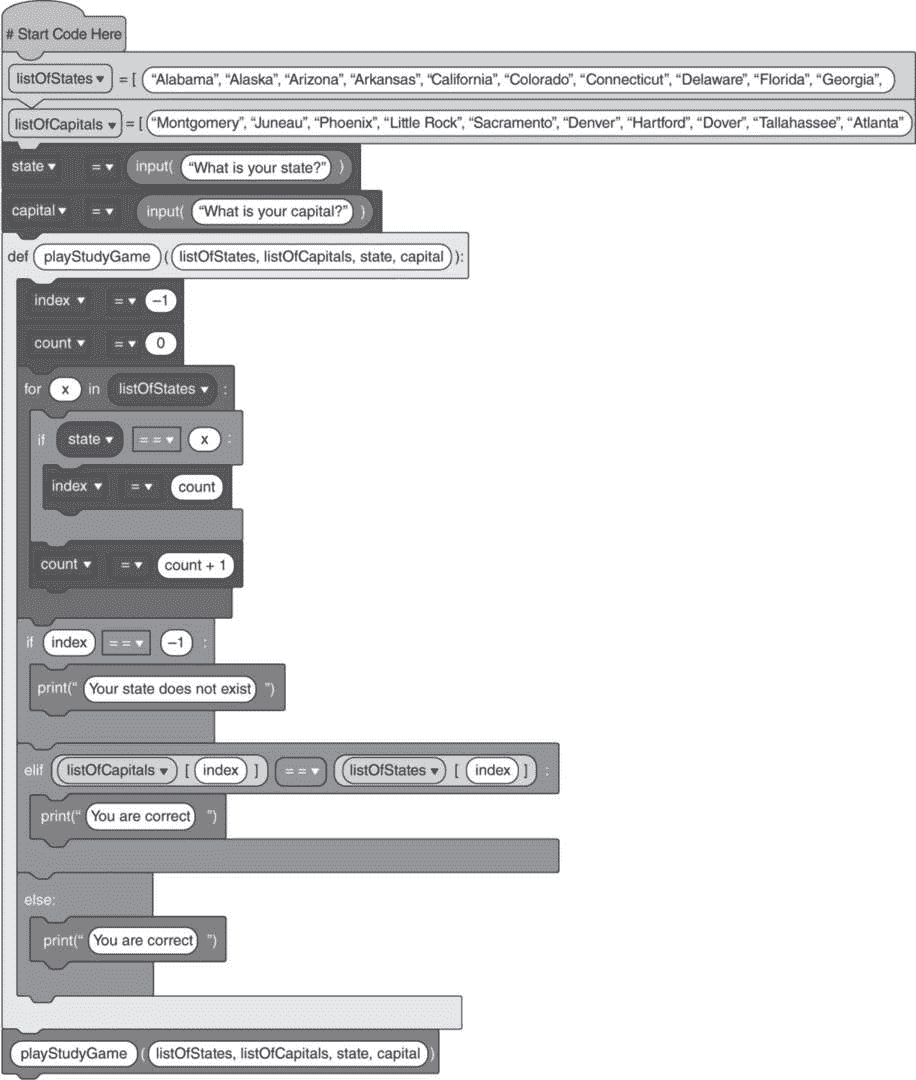 # Start Code Here
listOfStates ▾ = [ “Alabama”, “Alaska”, “Arizona”, “Arkansas”, “California”, “Colorado”, “Connecticut”, “Delaware”, “Florida”, “Georgia”,
listOfCapitals ▾ = [ “Montgomery”, “Juneau”, “Phoenix”, “Little Rock”, “Sacramento”, “Denver”, “Hartford”, “Dover”, “Tallahassee”, “Atlanta”
state ▾ = ▾ input( “What is your state?” )
capital ▾ = ▾ input( “What is your capital?” )
def playStudyGame ( listOfStates, listOfCapitals, state, capital ):
index ▾ = ▾ –1
count ▾ = ▾ 0
for x in listOfStates ▾ :
if state ▾ = = ▾ x :
index ▾ = ▾ count
count ▾ = ▾ count + 1
if index = = ▾ –1 :
print(“ Your state does not exist ”)
elif listOfCapitals ▾ [ index ] = = ▾ listOfStates ▾ [ index ] :
print(“ You are correct ”)
else:
print(“ You are correct ”)
playStudyGame ( listOfStates, listOfCapitals, state, capital )